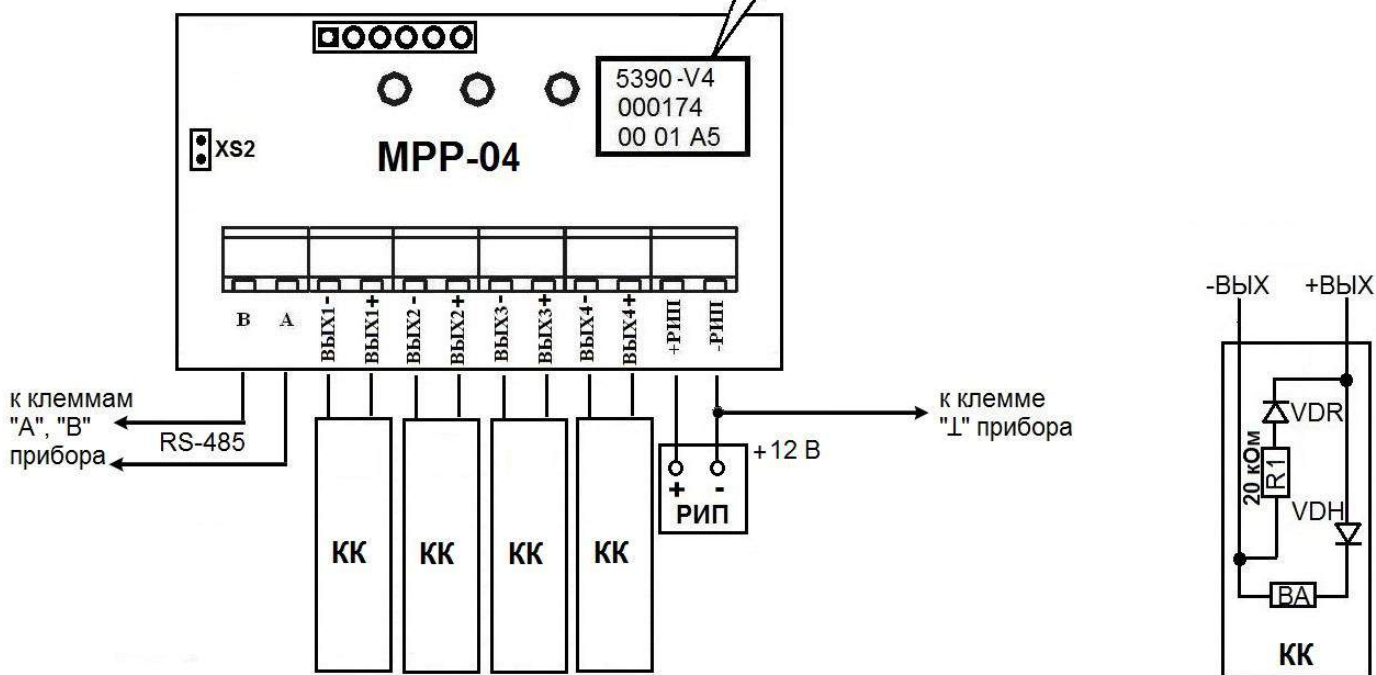 5390-V4
000174
00 01 A5
XS2
МРР-04
B
A
ВЫХ1-
ВЫХ1+
ВЫХ2-
ВЫХ2+
ВЫХ3-
ВЫХ3+
ВЫХ4-
ВЫХ4+
+РИП
-РИП
к клеммам
"А", "В"
прибора
RS-485
к клемме
"⊥" прибора
+12 В
+ -
РИП
КК
КК
КК
КК
-ВЫХ +ВЫХ
VDR
20 кОм
R1
VDH
ВА
КК